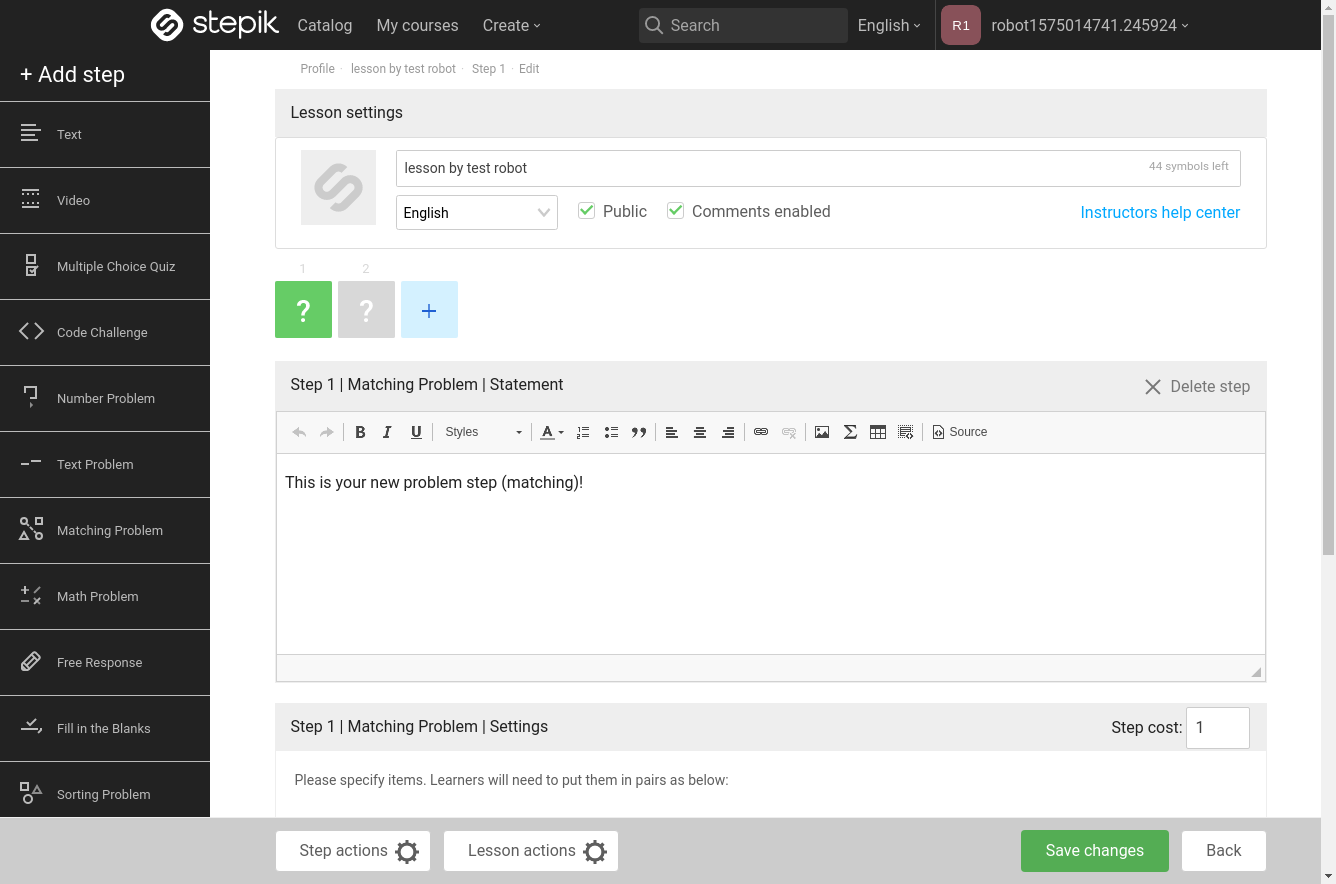 stepik Catalog My courses Create Search English R1 robot1575014741.245924
+ Add step
Text
Video
Multiple Choice Quiz
Code Challenge
Number Problem
Text Problem
Matching Problem
Math Problem
Free Response
Fill in the Blanks
Sorting Problem
Profile · lesson by test robot · Step 1 · Edit
Lesson settings
lesson by test robot 44 symbols left
English Public Comments enabled Instructors help center
1 2
? ? +
Step 1 | Matching Problem | Statement Delete step
B I U Styles A Source
This is your new problem step (matching)!
Step 1 | Matching Problem | Settings Step cost: 1
Please specify items. Learners will need to put them in pairs as below:
Step actions Lesson actions Save changes Back